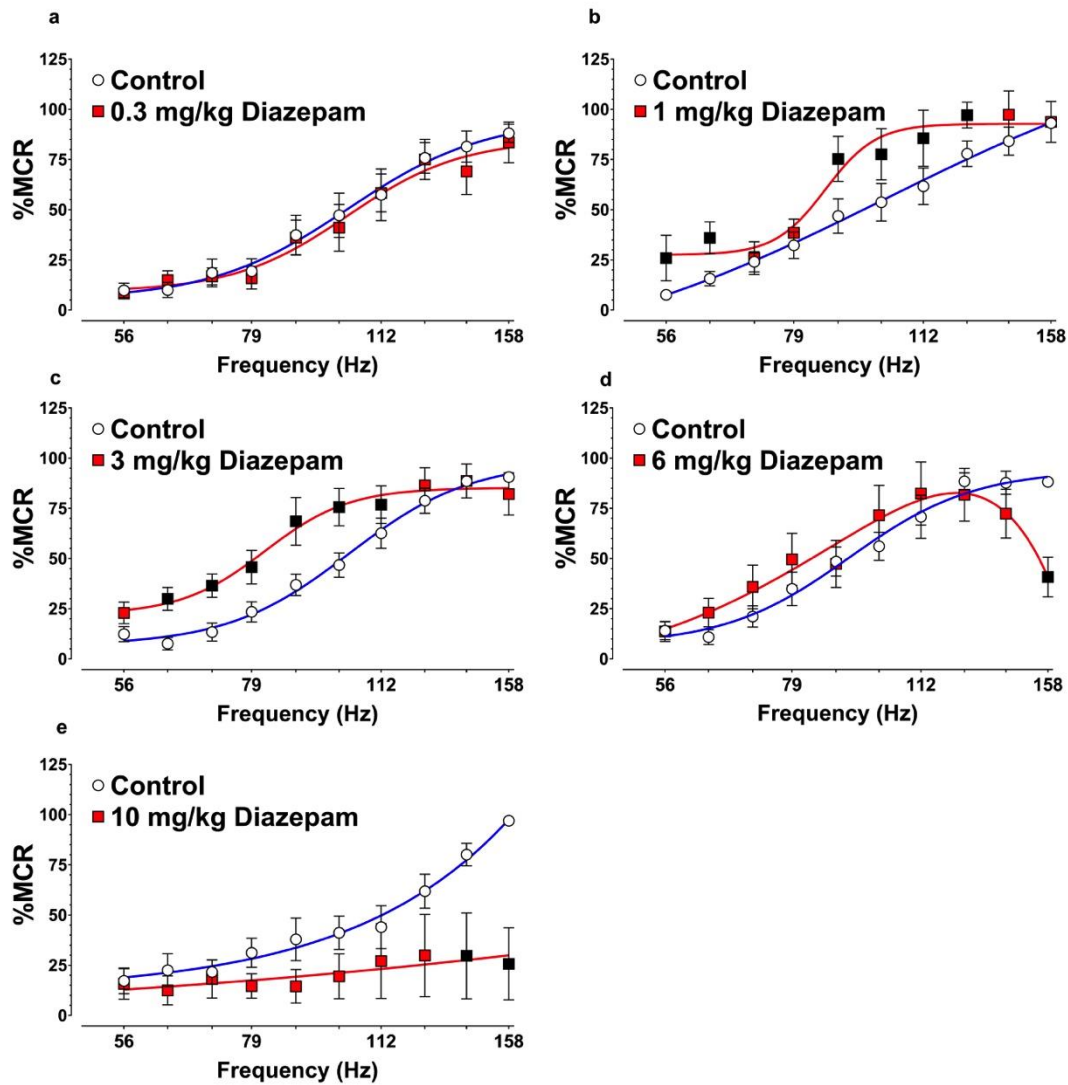 a
125
100
75
50
25
0
%MCR
Control
0.3 mg/kg Diazepam
56 79 112 158
Frequency (Hz)
b
125
100
75
50
25
0
%MCR
Control
1 mg/kg Diazepam
56 79 112 158
Frequency (Hz)
c
125
100
75
50
25
0
%MCR
Control
3 mg/kg Diazepam
56 79 112 158
Frequency (Hz)
d
125
100
75
50
25
0
%MCR
Control
6 mg/kg Diazepam
56 79 112 158
Frequency (Hz)
e
125
100
75
50
25
0
%MCR
Control
10 mg/kg Diazepam
56 79 112 158
Frequency (Hz)